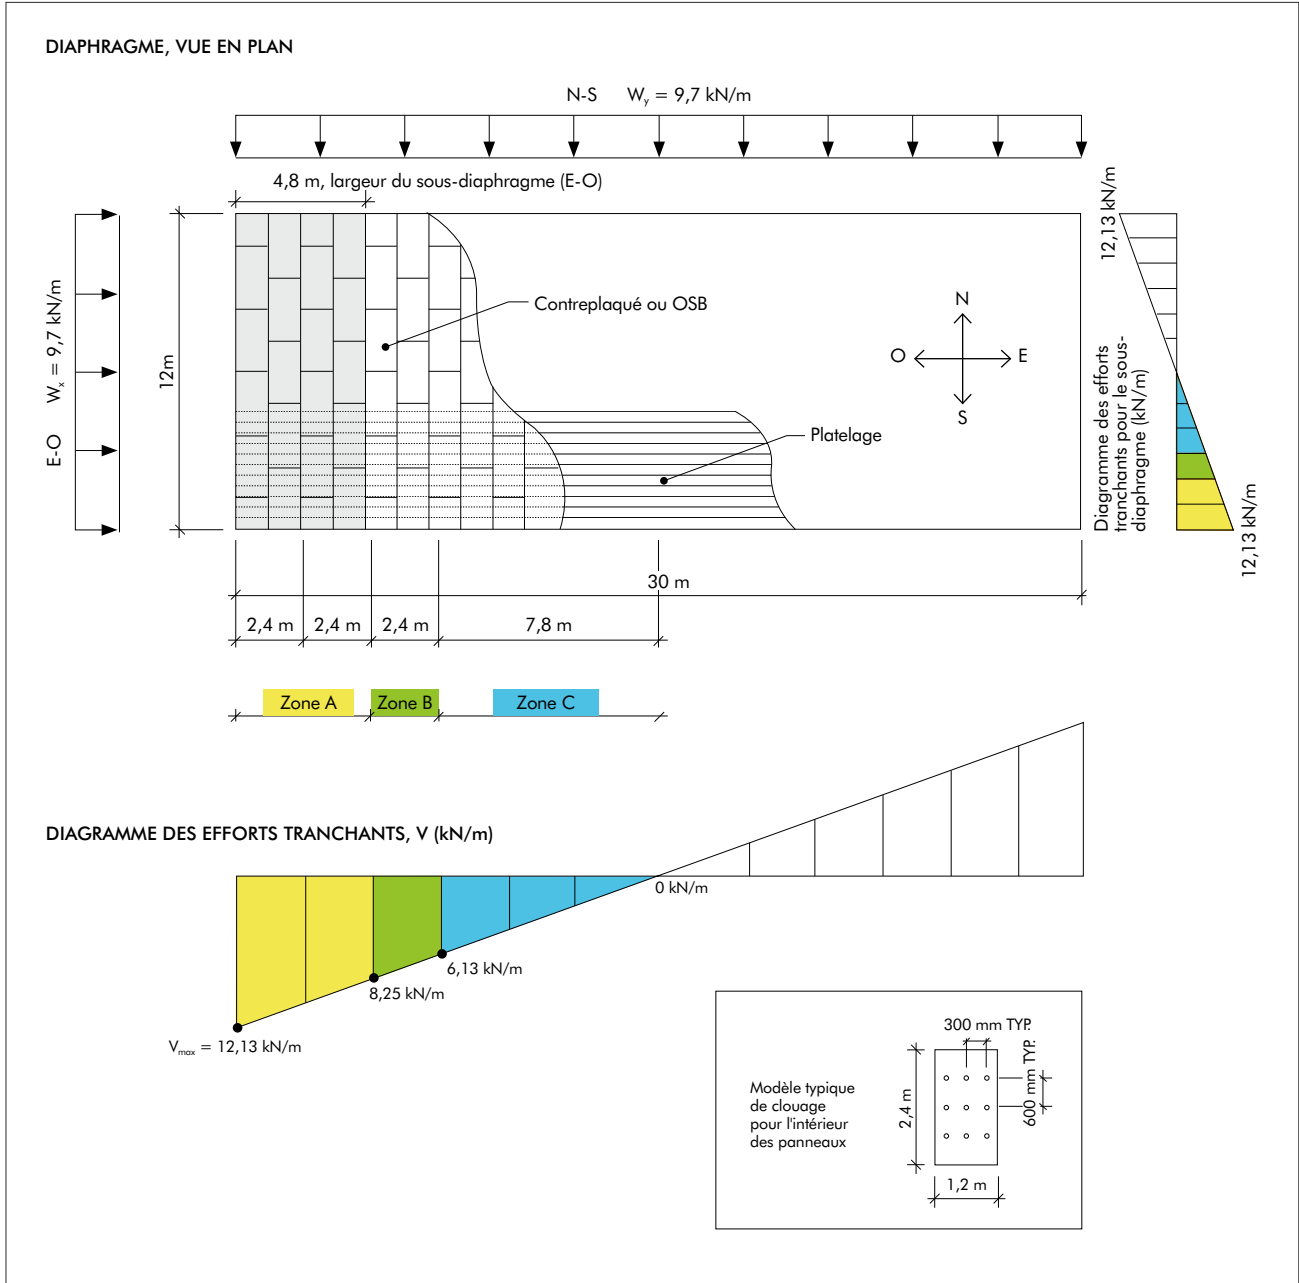 DIAPHRAGME, VUE EN PLAN
N-S W_y = 9,7 kN/m
4,8 m, largeur du sous-diaphragme (E-O)
12,13 kN/m
E-O W_x = 9,7 kN/m
12m
Contreplaqué ou OSB
N
O
E
S
Platelage
Diagramme des efforts
tranchants pour le sous-
diaphragme (kN/m)
12,13 kN/m
30 m
2,4 m
2,4 m
2,4 m
7,8 m
Zone A
Zone B
Zone C
DIAGRAMME DES EFFORTS TRANCHANTS, V (kN/m)
0 kN/m
6,13 kN/m
8,25 kN/m
V_max = 12,13 kN/m
300 mm TYP.
600 mm TYP.
Modèle typique
de clouage
pour l'intérieur
des panneaux
2,4 m
1,2 m